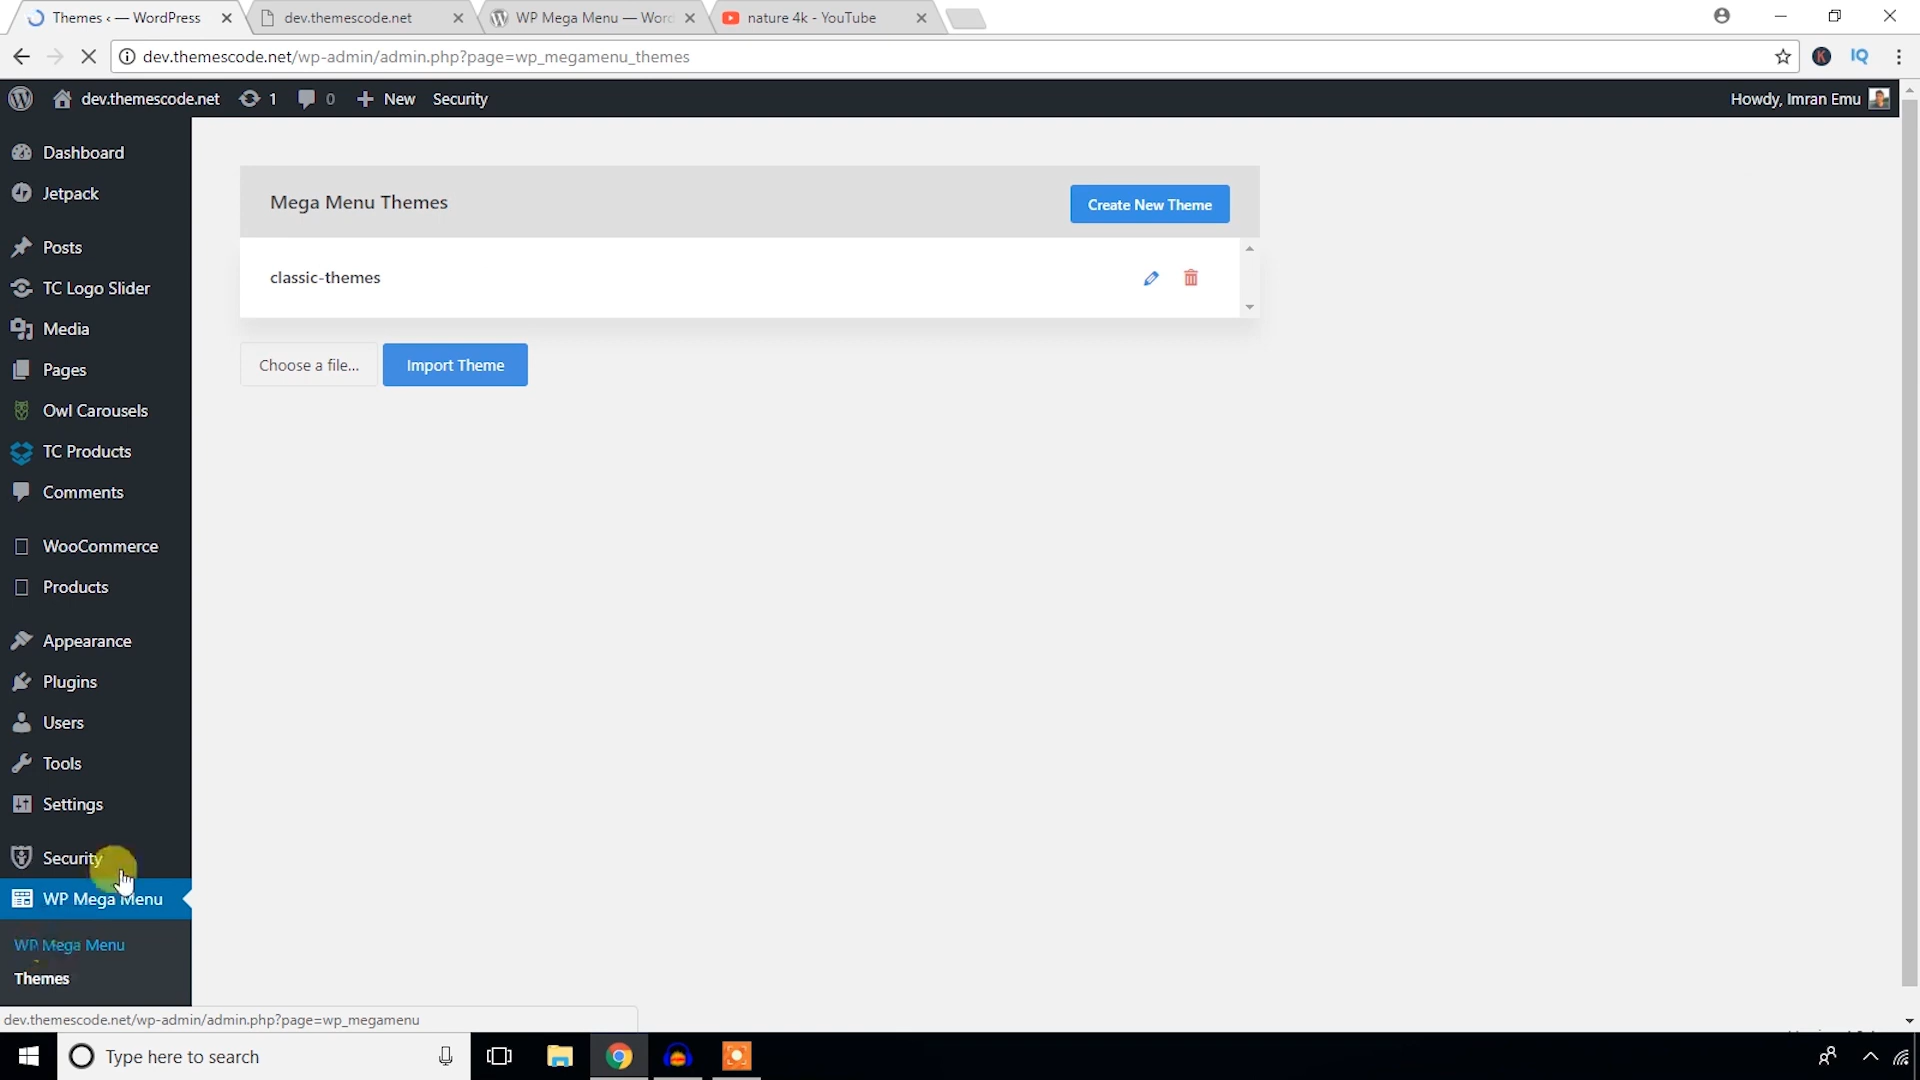 Themes ‹ — WordPress
dev.themescode.net
WP Mega Menu — Word
nature 4k - YouTube
dev.themescode.net/wp-admin/admin.php?page=wp_megamenu_themes
K
IQ
dev.themescode.net
1
0
New
Security
Howdy, Imran Emu
Dashboard
Jetpack
Posts
TC Logo Slider
Media
Pages
Owl Carousels
TC Products
Comments
WooCommerce
Products
Appearance
Plugins
Users
Tools
Settings
Security
WP Mega Menu
WP Mega Menu
Themes
Mega Menu Themes
Create New Theme
classic-themes
Choose a file...
Import Theme
dev.themescode.net/wp-admin/admin.php?page=wp_megamenu
Type here to search